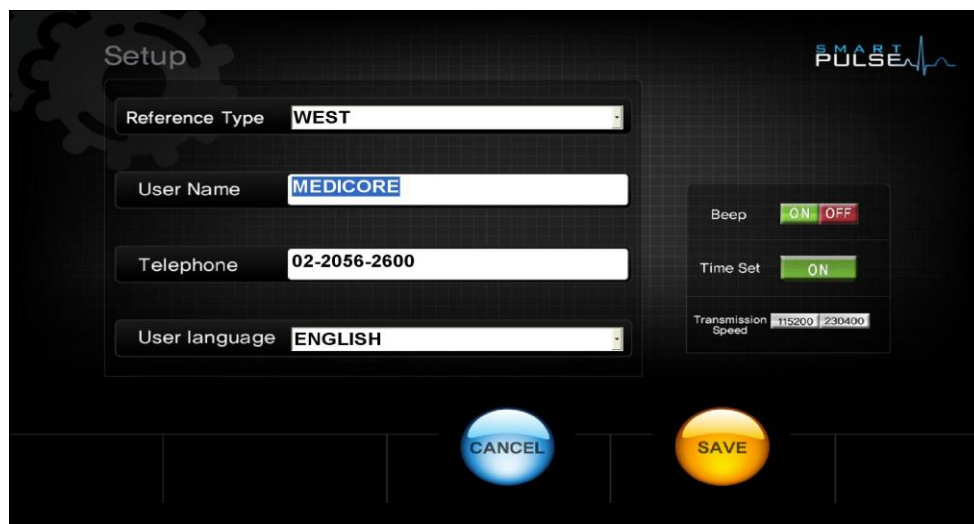 Setup
SMART
PULSE
Reference Type WEST
User Name MEDICORE
Telephone 02-2056-2600
User language ENGLISH
Beep ON OFF
Time Set ON
Transmission Speed 115200 230400
CANCEL SAVE